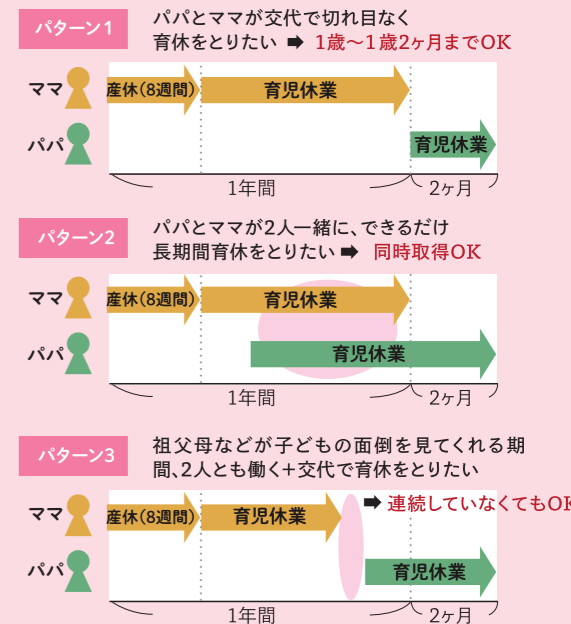 パターン1
パパとママが交代で切れ目なく
育休をとりたい ➡ 1歳〜1歳2ヶ月までOK
ママ
産休(8週間)
育児休業
パパ
育児休業
1年間
2ヶ月
パターン2
パパとママが2人一緒に、できるだけ
長期間育休をとりたい ➡ 同時取得OK
ママ
産休(8週間)
育児休業
パパ
育児休業
1年間
2ヶ月
パターン3
祖父母などが子どもの面倒を見てくれる期
間、2人とも働く+交代で育休をとりたい
➡ 連続していなくてもOK
ママ
産休(8週間)
育児休業
パパ
育児休業
1年間
2ヶ月